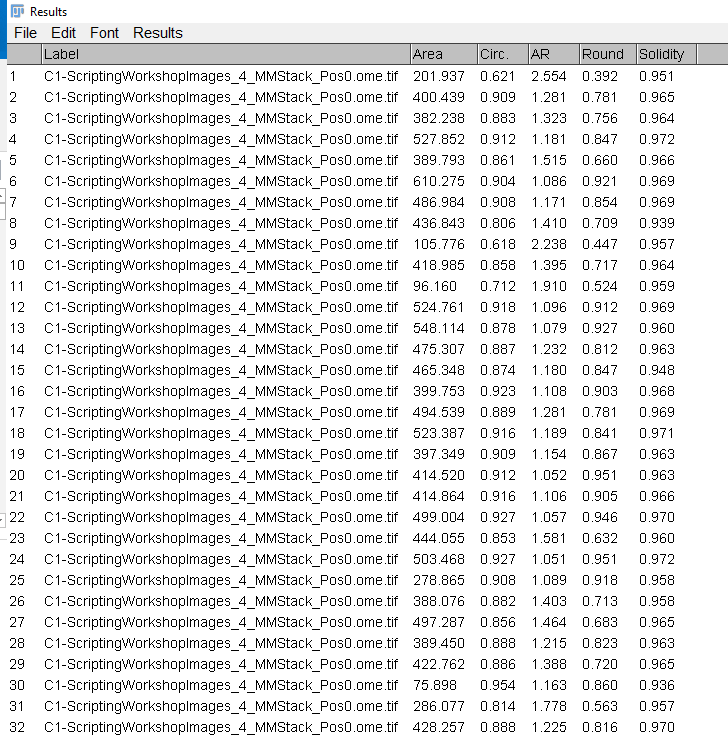 Results
File Edit Font Results
Label Area Circ. AR Round Solidity
1 C1-ScriptingWorkshopImages_4_MMStack_Pos0.ome.tif 201.937 0.621 2.554 0.392 0.951
2 C1-ScriptingWorkshopImages_4_MMStack_Pos0.ome.tif 400.439 0.909 1.281 0.781 0.965
3 C1-ScriptingWorkshopImages_4_MMStack_Pos0.ome.tif 382.238 0.883 1.323 0.756 0.964
4 C1-ScriptingWorkshopImages_4_MMStack_Pos0.ome.tif 527.852 0.912 1.181 0.847 0.972
5 C1-ScriptingWorkshopImages_4_MMStack_Pos0.ome.tif 389.793 0.861 1.515 0.660 0.966
6 C1-ScriptingWorkshopImages_4_MMStack_Pos0.ome.tif 610.275 0.904 1.086 0.921 0.969
7 C1-ScriptingWorkshopImages_4_MMStack_Pos0.ome.tif 486.984 0.908 1.171 0.854 0.969
8 C1-ScriptingWorkshopImages_4_MMStack_Pos0.ome.tif 436.843 0.806 1.410 0.709 0.939
9 C1-ScriptingWorkshopImages_4_MMStack_Pos0.ome.tif 105.776 0.618 2.238 0.447 0.957
10 C1-ScriptingWorkshopImages_4_MMStack_Pos0.ome.tif 418.985 0.858 1.395 0.717 0.964
11 C1-ScriptingWorkshopImages_4_MMStack_Pos0.ome.tif 96.160 0.712 1.910 0.524 0.959
12 C1-ScriptingWorkshopImages_4_MMStack_Pos0.ome.tif 524.761 0.918 1.096 0.912 0.969
13 C1-ScriptingWorkshopImages_4_MMStack_Pos0.ome.tif 548.114 0.878 1.079 0.927 0.960
14 C1-ScriptingWorkshopImages_4_MMStack_Pos0.ome.tif 475.307 0.887 1.232 0.812 0.963
15 C1-ScriptingWorkshopImages_4_MMStack_Pos0.ome.tif 465.348 0.874 1.180 0.847 0.948
16 C1-ScriptingWorkshopImages_4_MMStack_Pos0.ome.tif 399.753 0.923 1.108 0.903 0.968
17 C1-ScriptingWorkshopImages_4_MMStack_Pos0.ome.tif 494.539 0.889 1.281 0.781 0.969
18 C1-ScriptingWorkshopImages_4_MMStack_Pos0.ome.tif 523.387 0.916 1.189 0.841 0.971
19 C1-ScriptingWorkshopImages_4_MMStack_Pos0.ome.tif 397.349 0.909 1.154 0.867 0.963
20 C1-ScriptingWorkshopImages_4_MMStack_Pos0.ome.tif 414.520 0.912 1.052 0.951 0.963
21 C1-ScriptingWorkshopImages_4_MMStack_Pos0.ome.tif 414.864 0.916 1.106 0.905 0.966
22 C1-ScriptingWorkshopImages_4_MMStack_Pos0.ome.tif 499.004 0.927 1.057 0.946 0.970
23 C1-ScriptingWorkshopImages_4_MMStack_Pos0.ome.tif 444.055 0.853 1.581 0.632 0.960
24 C1-ScriptingWorkshopImages_4_MMStack_Pos0.ome.tif 503.468 0.927 1.051 0.951 0.972
25 C1-ScriptingWorkshopImages_4_MMStack_Pos0.ome.tif 278.865 0.908 1.089 0.918 0.958
26 C1-ScriptingWorkshopImages_4_MMStack_Pos0.ome.tif 388.076 0.882 1.403 0.713 0.958
27 C1-ScriptingWorkshopImages_4_MMStack_Pos0.ome.tif 497.287 0.856 1.464 0.683 0.965
28 C1-ScriptingWorkshopImages_4_MMStack_Pos0.ome.tif 389.450 0.888 1.215 0.823 0.963
29 C1-ScriptingWorkshopImages_4_MMStack_Pos0.ome.tif 422.762 0.886 1.388 0.720 0.965
30 C1-ScriptingWorkshopImages_4_MMStack_Pos0.ome.tif 75.898 0.954 1.163 0.860 0.936
31 C1-ScriptingWorkshopImages_4_MMStack_Pos0.ome.tif 286.077 0.814 1.778 0.563 0.957
32 C1-ScriptingWorkshopImages_4_MMStack_Pos0.ome.tif 428.257 0.888 1.225 0.816 0.970